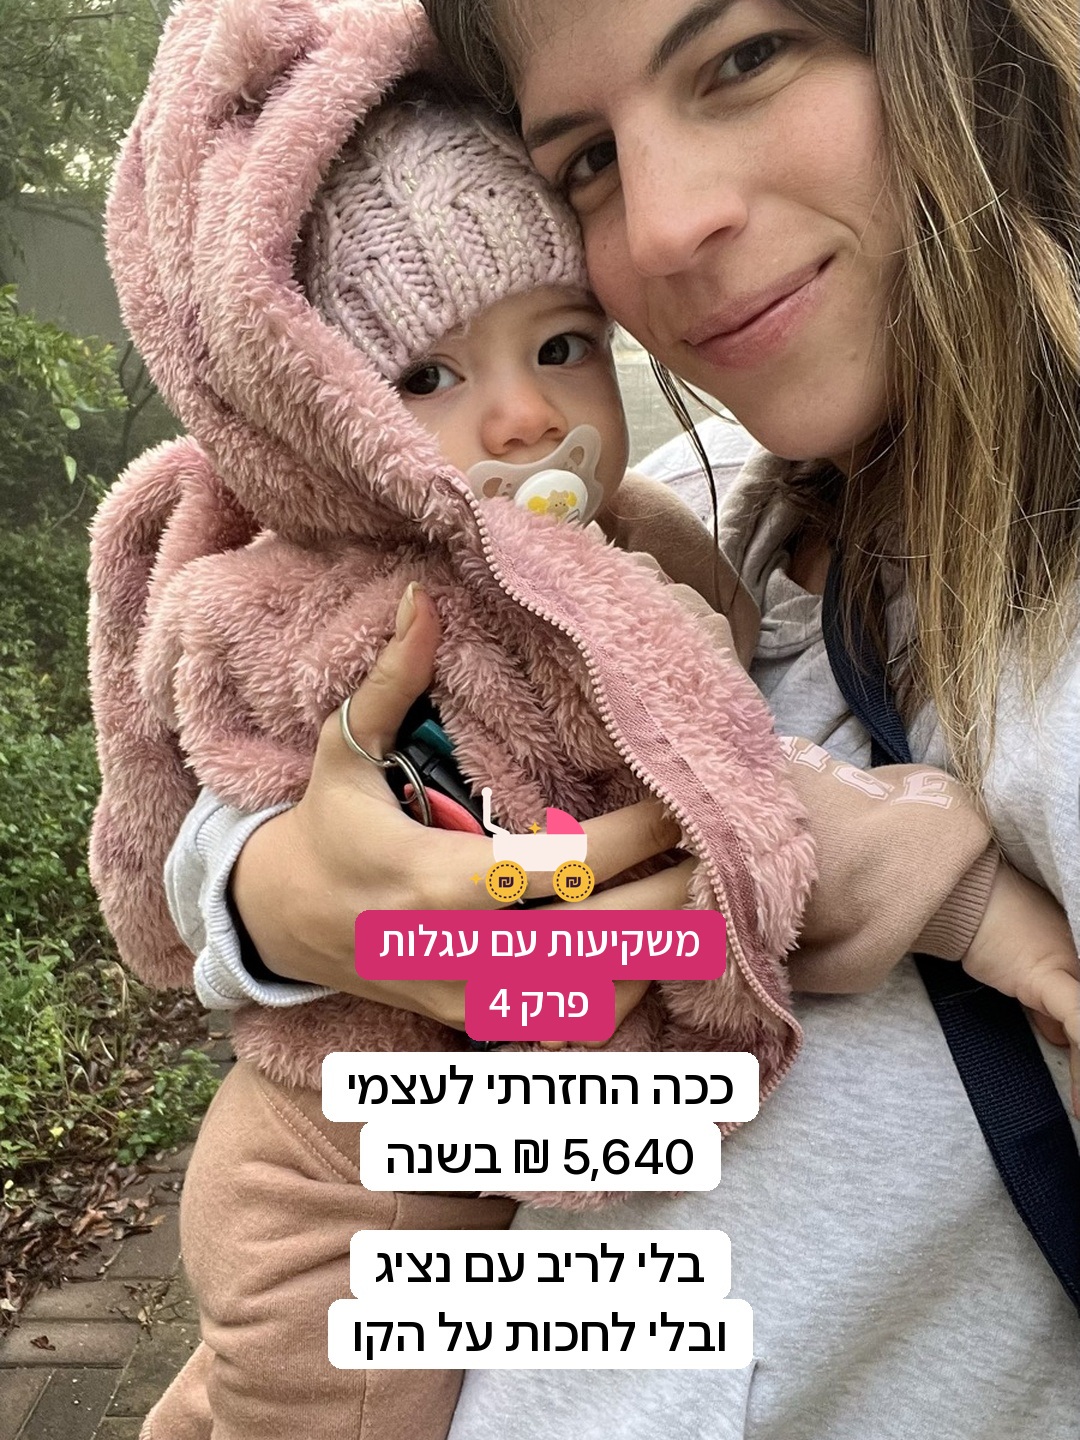 משקיעות עם עגלות
פרק 4
ככה החזרתי לעצמי
5,640 ₪ בשנה
בלי לריב עם נציג
ובלי לחכות על הקו